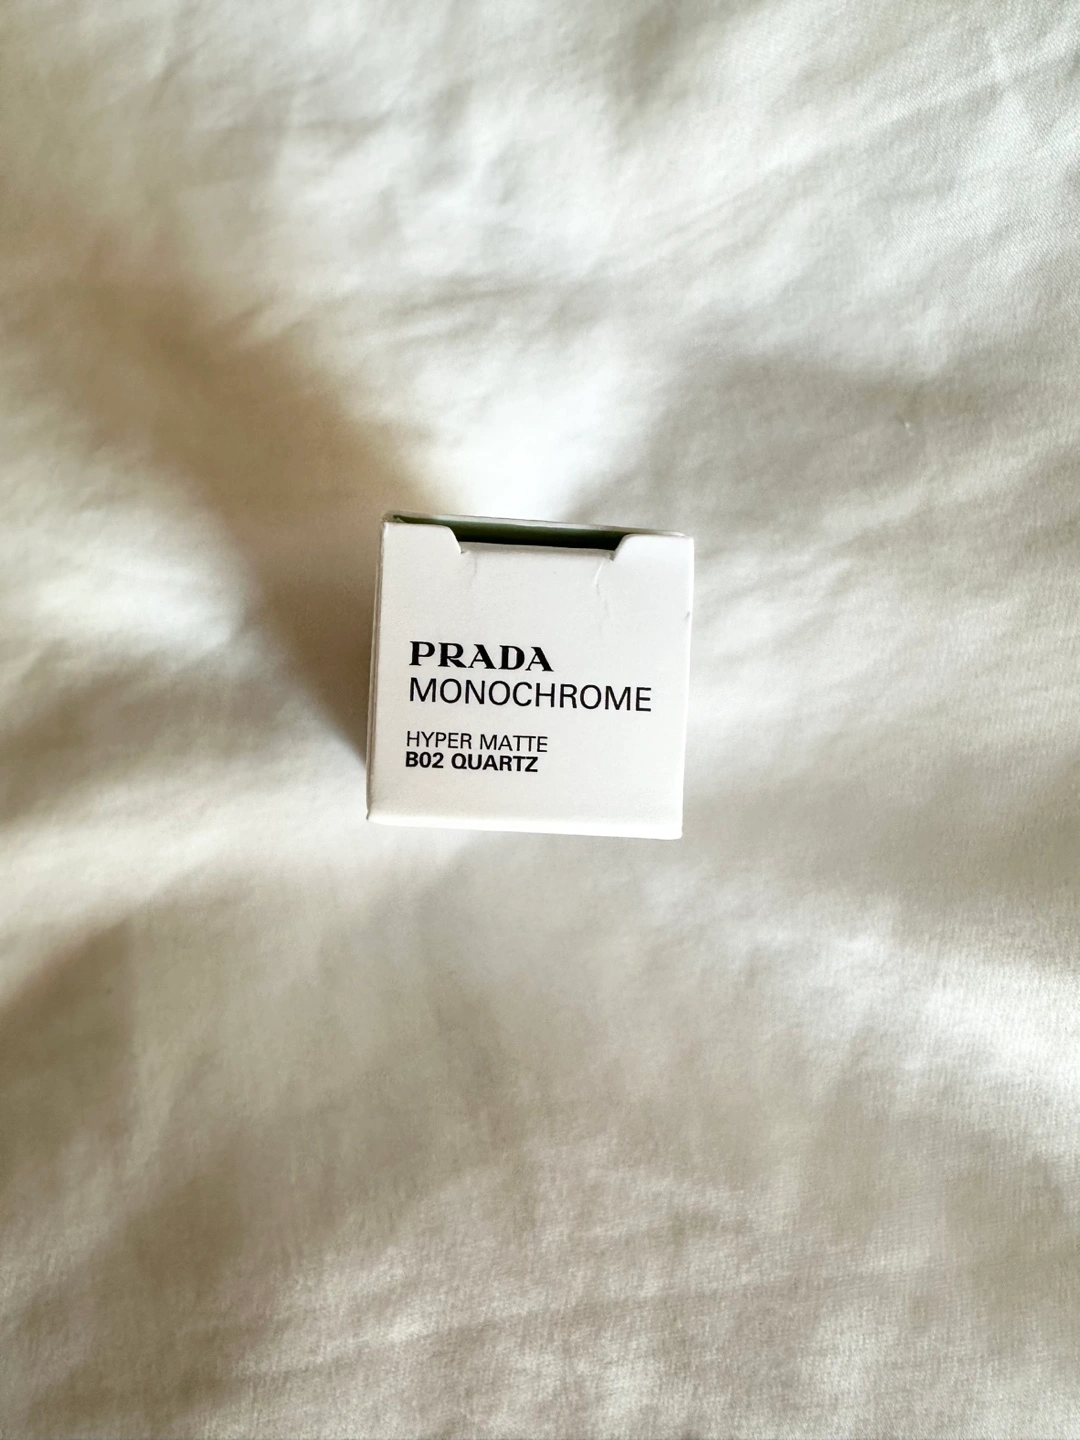 PRADA
MONOCHROME
HYPER MATTE
B02 QUARTZ